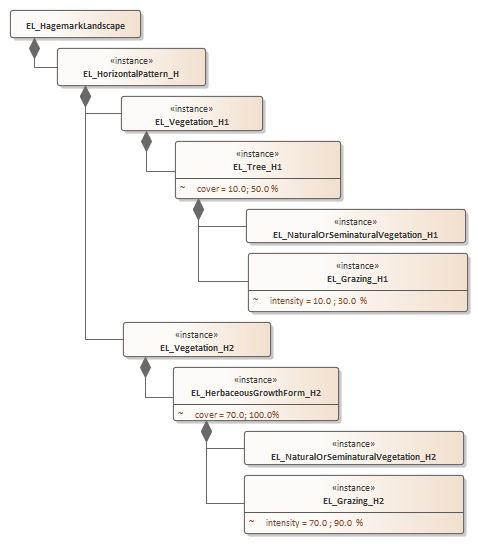 EL_HagemarkLandscape
«instance»
EL_HorizontalPattern_H
«instance»
EL_Vegetation_H1
«instance»
EL_Tree_H1
~ cover = 10.0; 50.0 %
«instance»
EL_NaturalOrSeminaturalVegetation_H1
«instance»
EL_Grazing_H1
~ intensity = 10.0 ; 30.0 %
«instance»
EL_Vegetation_H2
«instance»
EL_HerbaceousGrowthForm_H2
~ cover = 70.0; 100.0%
«instance»
EL_NaturalOrSeminaturalVegetation_H2
«instance»
EL_Grazing_H2
~ intensity = 70.0 ; 90.0 %